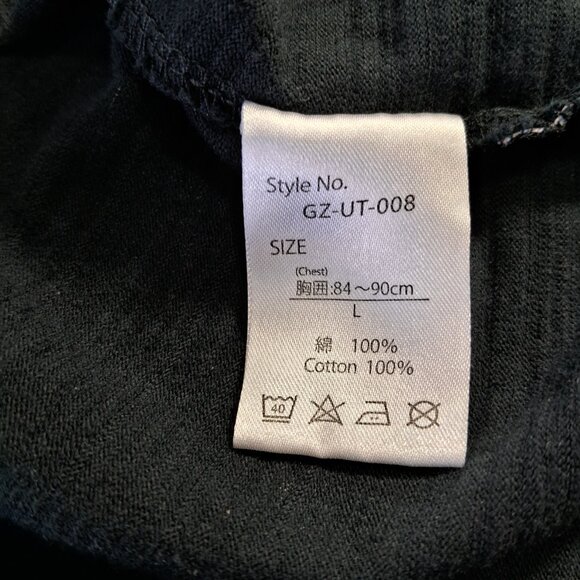 Style No.
GZ-UT-008
SIZE
(Chest)
胸囲:84～90cm
L
綿 100%
Cotton 100%
40